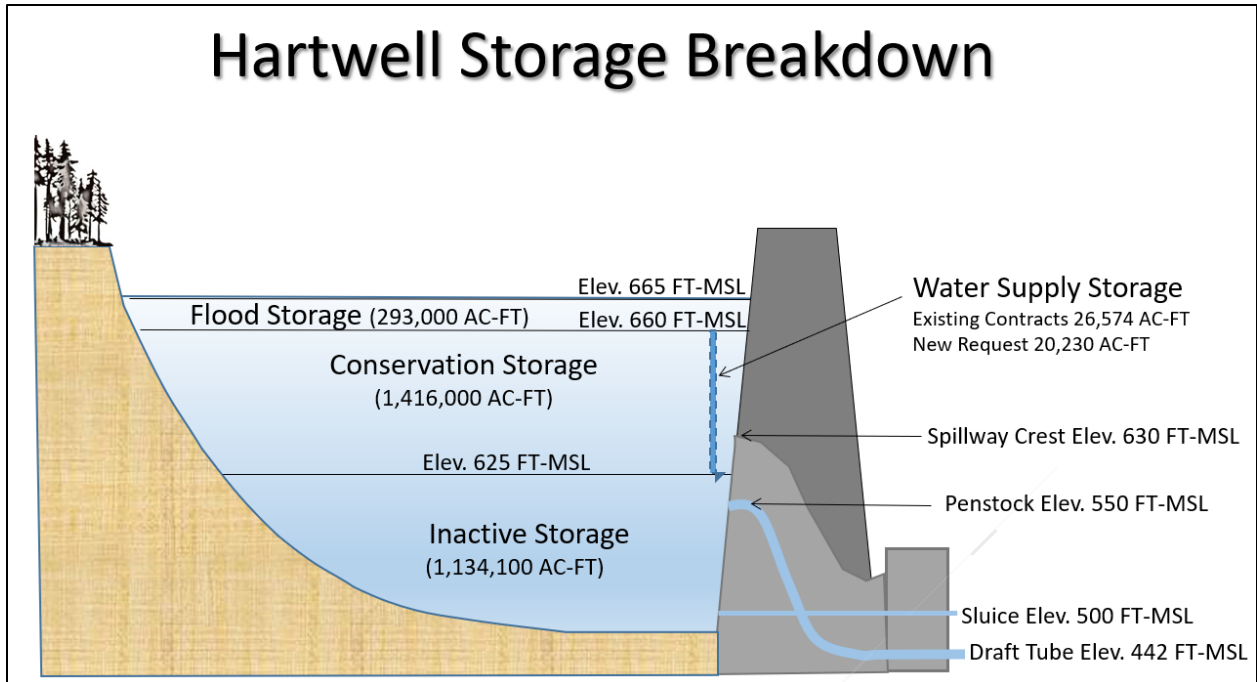 Hartwell Storage Breakdown
Elev. 665 FT-MSL
Flood Storage (293,000 AC-FT)
Elev. 660 FT-MSL
Water Supply Storage
Existing Contracts 26,574 AC-FT
New Request 20,230 AC-FT
Conservation Storage
(1,416,000 AC-FT)
Spillway Crest Elev. 630 FT-MSL
Elev. 625 FT-MSL
Penstock Elev. 550 FT-MSL
Inactive Storage
(1,134,100 AC-FT)
Sluice Elev. 500 FT-MSL
Draft Tube Elev. 442 FT-MSL